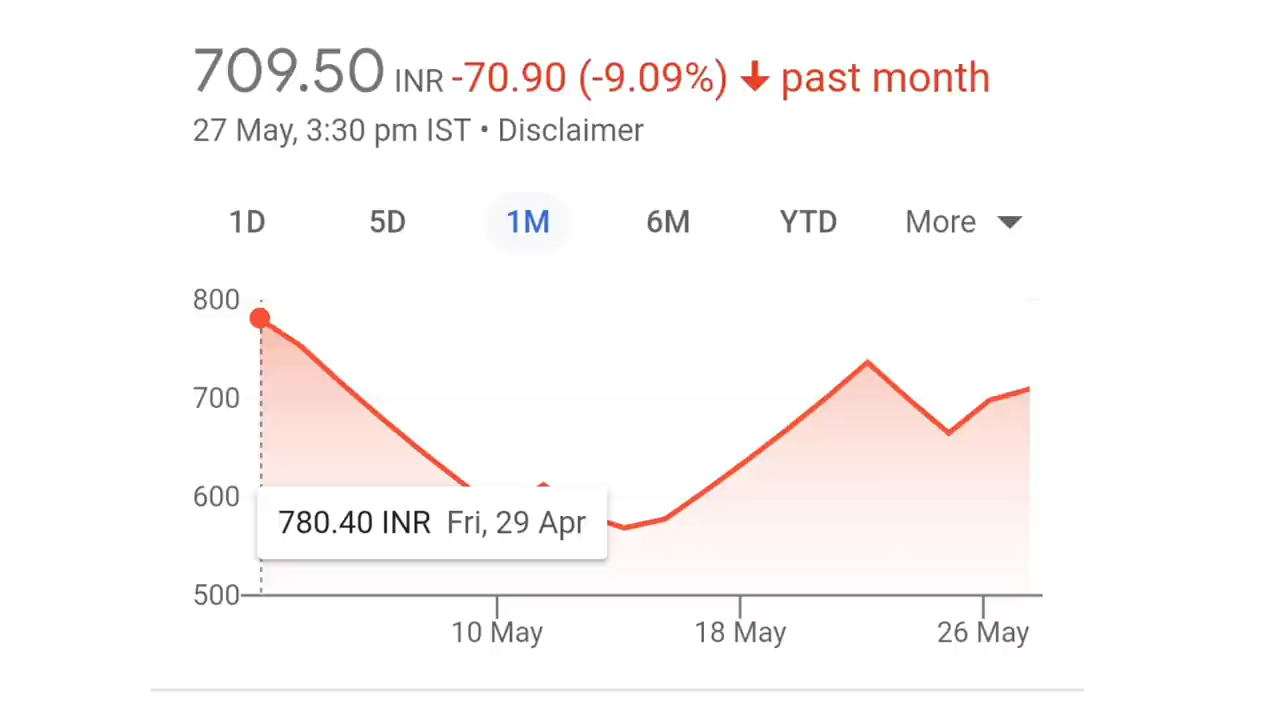 709.50 INR -70.90 (-9.09%) ↓ past month
27 May, 3:30 pm IST • Disclaimer
1D 5D 1M 6M YTD More
800
700
600
780.40 INR Fri, 29 Apr
500
10 May 18 May 26 May